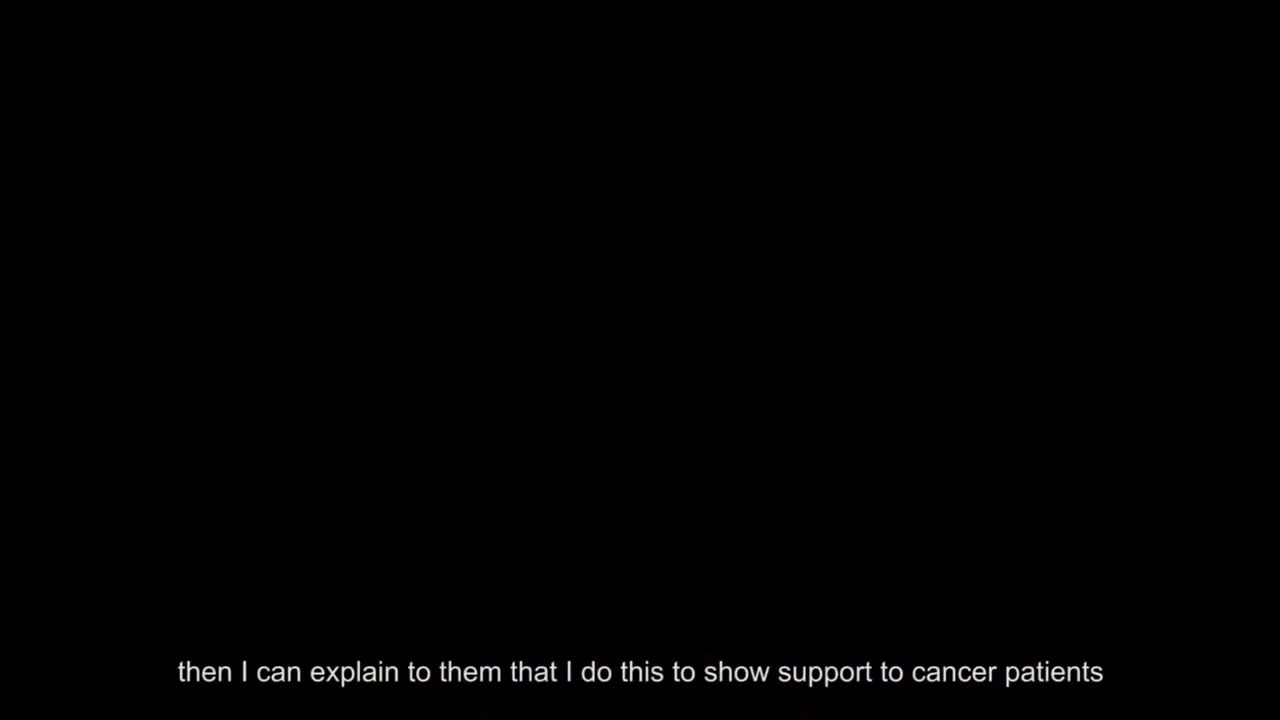 then I can explain to them that I do this to show support to cancer patients